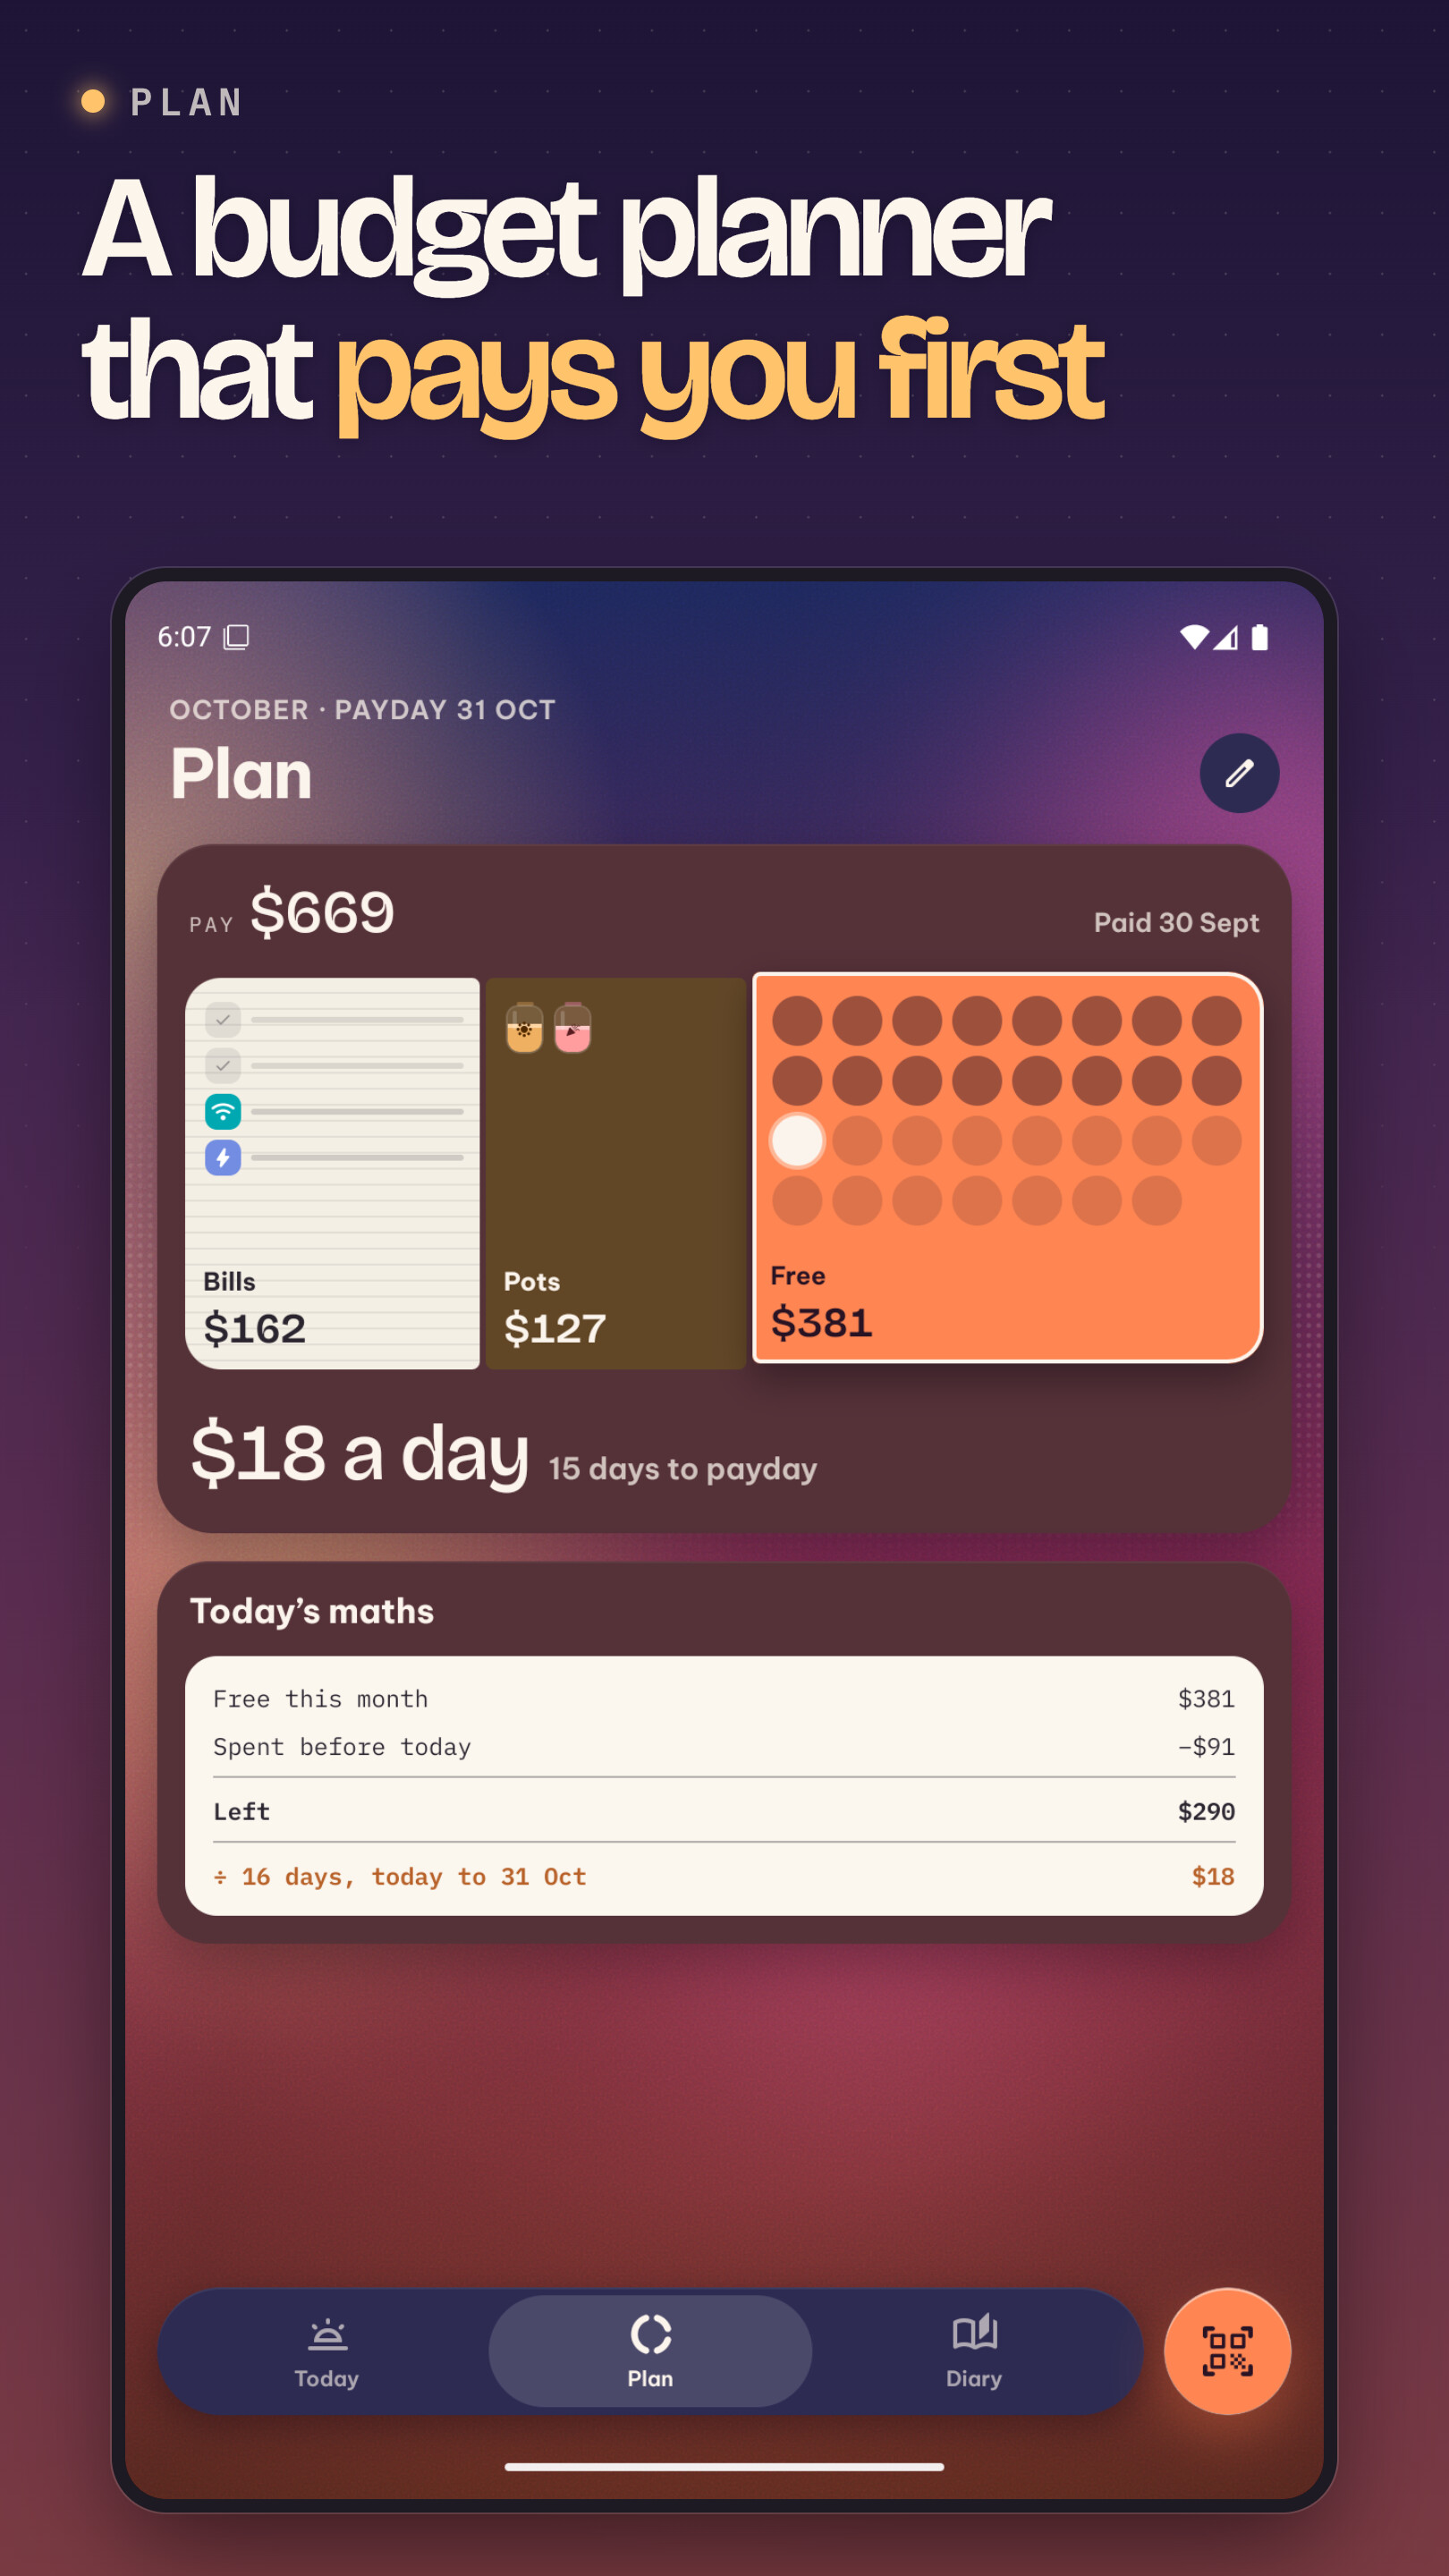 PLAN
A budget planner
that pays you first
6:07
OCTOBER · PAYDAY 31 OCT
Plan
PAY $669
Paid 30 Sept
Bills
$162
Pots
$127
Free
$381
$18 a day 15 days to payday
Today’s maths
Free this month $381
Spent before today –$91
Left $290
÷ 16 days, today to 31 Oct $18
Today
Plan
Diary